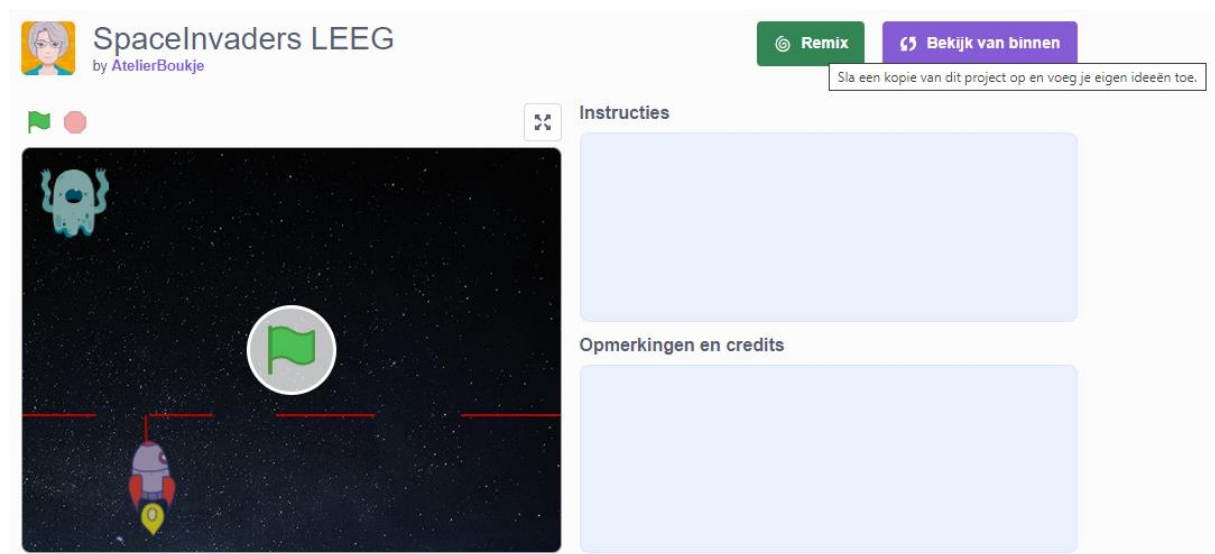 SpaceInvaders LEEG
by AtelierBoukje
Remix
Bekijk van binnen
Sla een kopie van dit project op en voeg je eigen ideeën toe.
Instructies
Opmerkingen en credits